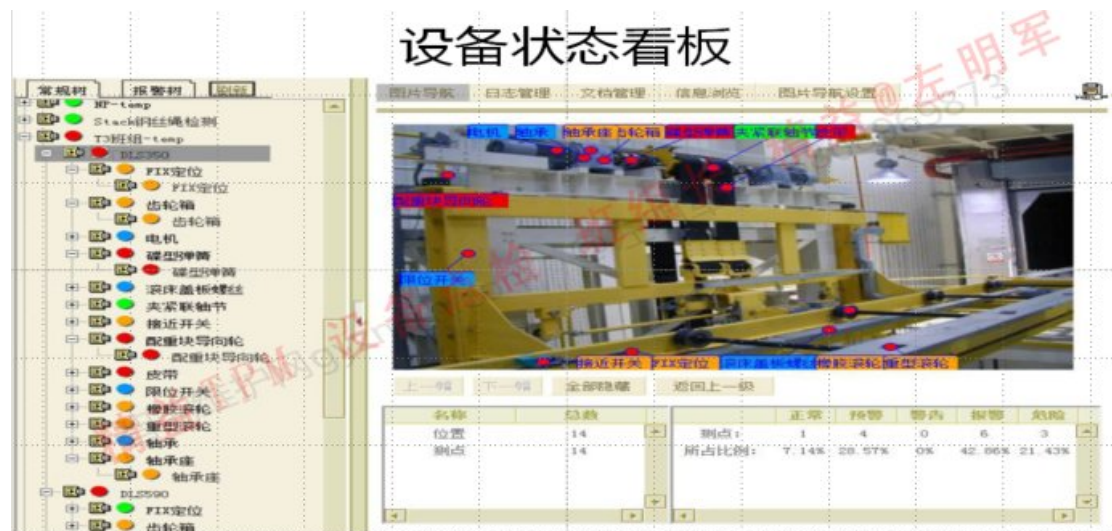 设备状态看板
常规树 报警树 刷新
图片导航 日志管理 文档管理 信息浏览 图片导航设置
NP-temp
Stack钢丝绳检测
T3班组-temp
DLS350
FIX定位
FIX定位
齿轮箱
齿轮箱
电机
碟型弹簧
碟型弹簧
滚床盖板螺丝
夹紧联轴节
接近开关
配重块导向轮
配重块导向轮
皮带
限位开关
橡胶滚轮
重型滚轮
轴承
轴承座
轴承座
DLS590
FIX定位
齿轮箱
电机 轴承 轴承座 齿轮箱 碟型弹簧 夹紧联轴节 皮带
配重块导向轮
限位开关
接近开关 FIX定位 滚床盖板螺丝 橡胶滚轮 重型滚轮
上一幅 下一幅 全部隐藏 返回上一级
名称 总数
位置 14
测点 14
正常 预警 警告 报警 危险
测点: 1 4 0 6 3
所占比例: 7.14% 28.57% 0% 42.86% 21.43%